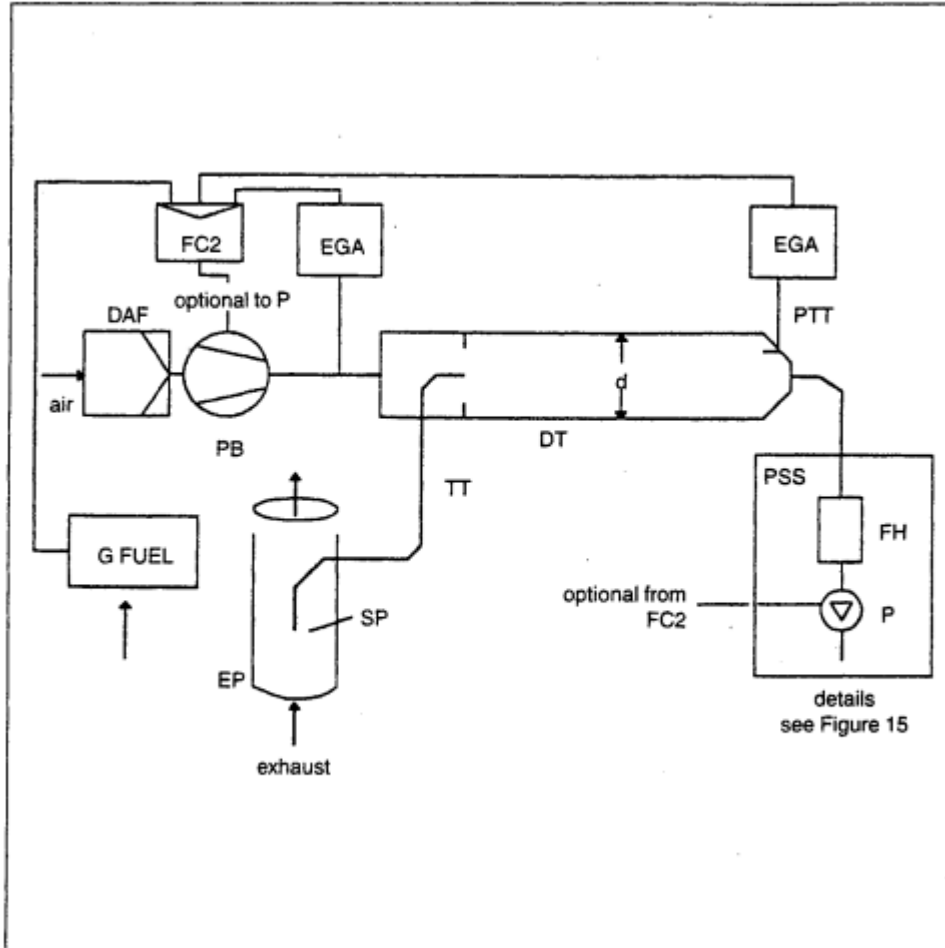 FC2
EGA
EGA
optional to P
DAF
PTT
air
d
PB
DT
TT
PSS
G FUEL
FH
SP
optional from
FC2
P
EP
details
see Figure 15
exhaust